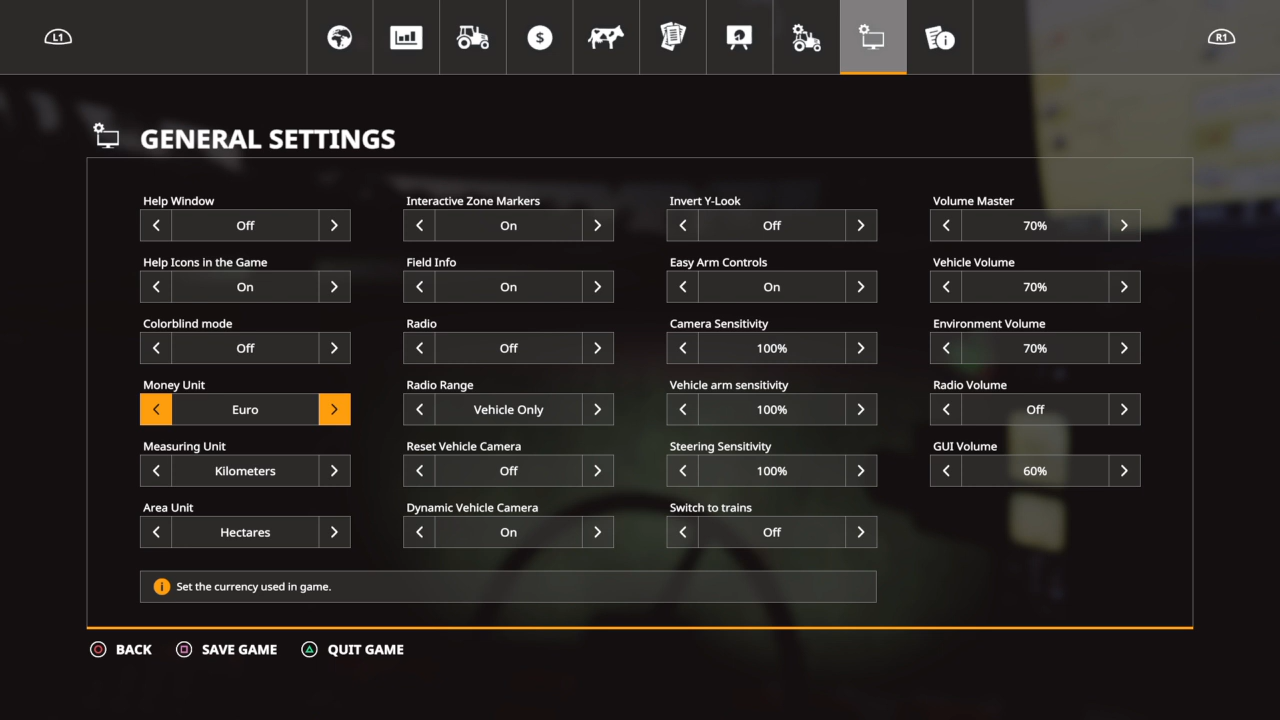 L1
R1
GENERAL SETTINGS
Help Window
Off
Help Icons in the Game
On
Colorblind mode
Off
Money Unit
Euro
Measuring Unit
Kilometers
Area Unit
Hectares
Interactive Zone Markers
On
Field Info
On
Radio
Off
Radio Range
Vehicle Only
Reset Vehicle Camera
Off
Dynamic Vehicle Camera
On
Invert Y-Look
Off
Easy Arm Controls
On
Camera Sensitivity
100%
Vehicle arm sensitivity
100%
Steering Sensitivity
100%
Switch to trains
Off
Volume Master
70%
Vehicle Volume
70%
Environment Volume
70%
Radio Volume
Off
GUI Volume
60%
Set the currency used in game.
BACK
SAVE GAME
QUIT GAME